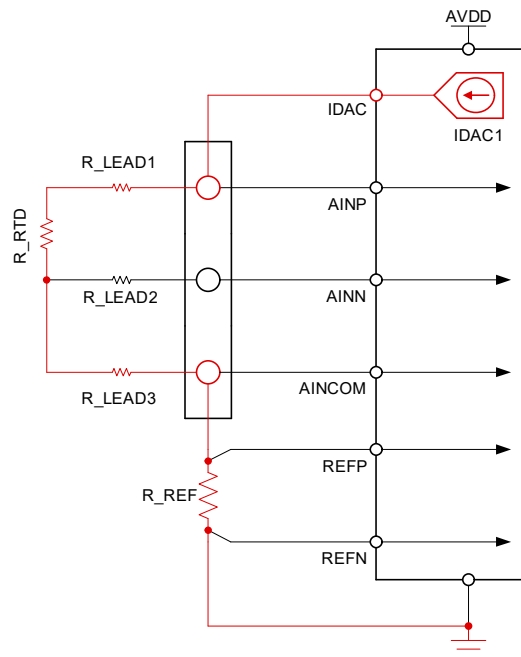 AVDD
IDAC
IDAC1
R_LEAD1
AINP
R_RTD
R_LEAD2
AINN
R_LEAD3
AINCOM
REFP
R_REF
REFN